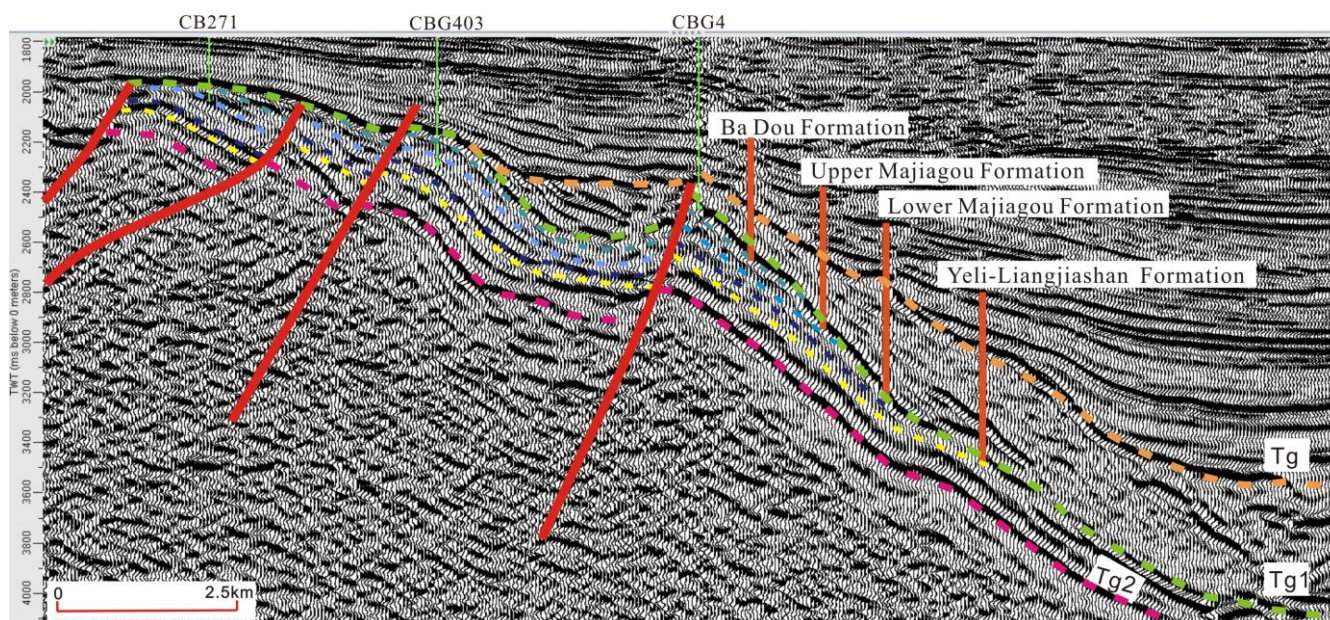 CB271
CBG403
CBG4
1800
2000
2200
2400
2600
2800
3000
3200
3400
3600
3800
4000
TWT (ms below 0 meters)
Ba Dou Formation
Upper Majiagou Formation
Lower Majiagou Formation
Yeli-Liangjiashan Formation
Tg
Tg1
Tg2
0 2.5km